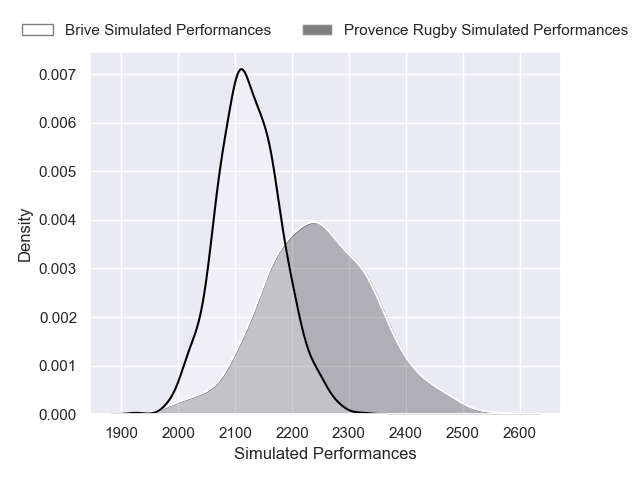 Brive Simulated Performances Provence Rugby Simulated Performances
0.007
0.006
0.005
0.004
0.003
0.002
0.001
0.000
Density
1900 2000 2100 2200 2300 2400 2500 2600
Simulated Performances